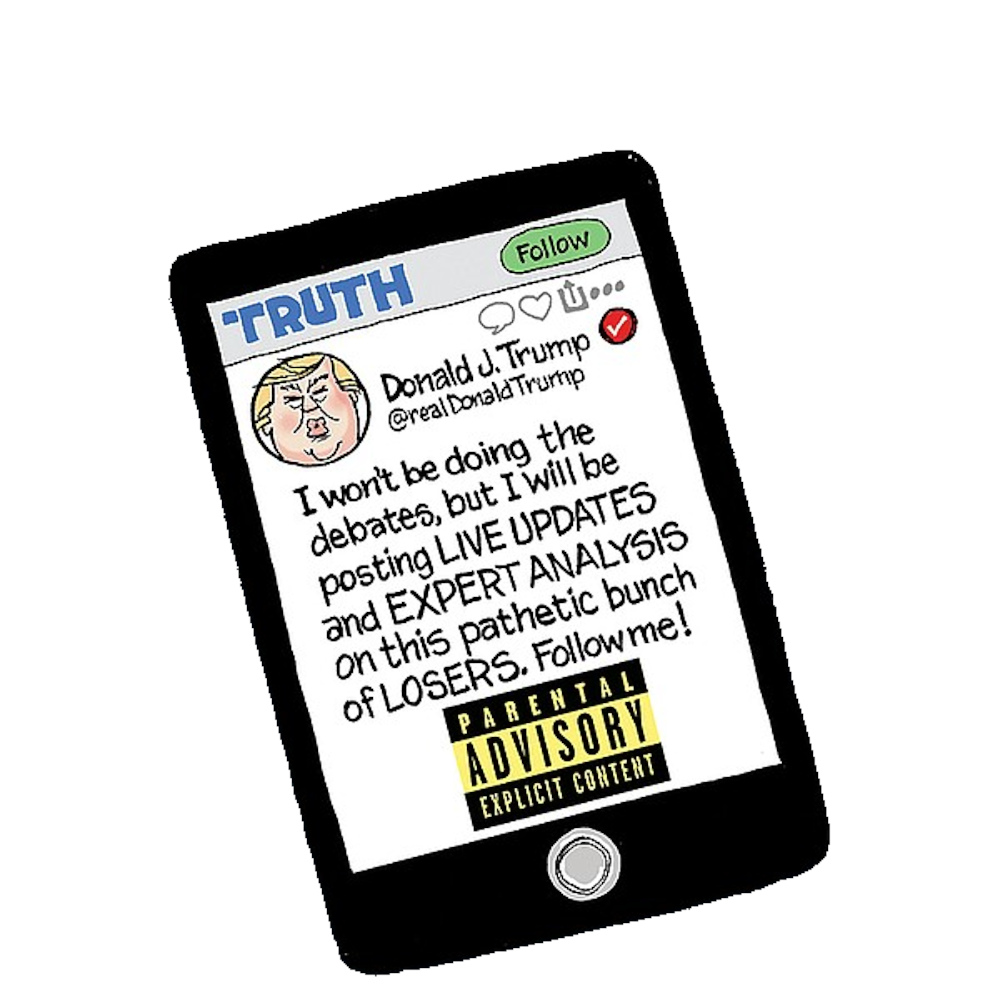 Follow
TRUTH
Donald J. Trump
@realDonaldTrump
I won't be doing the
debates, but I will be
posting LIVE UPDATES
and EXPERT ANALYSIS
on this pathetic bunch
of LOSERS. Follow me!
PARENTAL
ADVISORY
EXPLICIT CONTENT